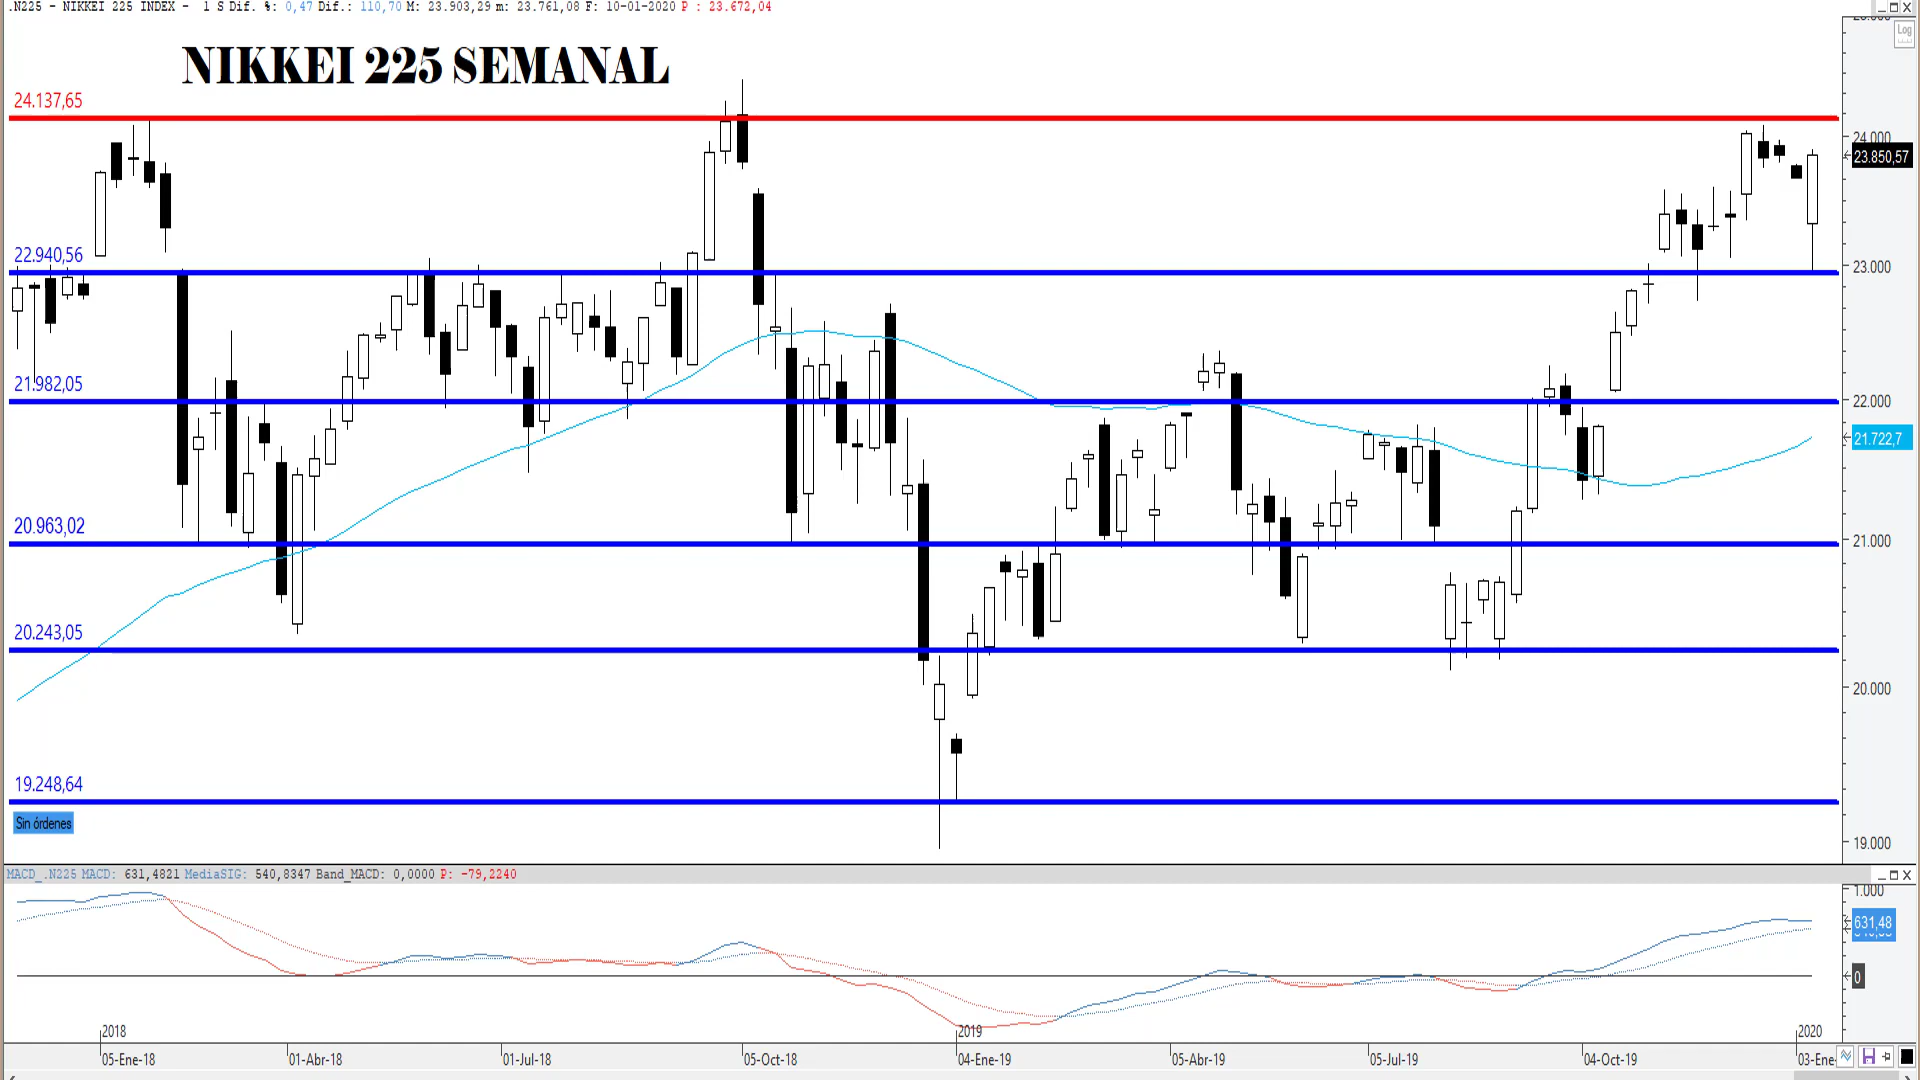 .N225 - NIKKEI 225 INDEX - 1 S Dif. %: 0,47 Dif.: 110,70 M: 23.903,29 m: 23.761,08 F: 10-01-2020 P : 23.672,04
Log
NIKKEI 225 SEMANAL
24.137,65
24.000
23.850,57
22.940,56
23.000
21.982,05
22.000
21.722,7
20.963,02
21.000
20.243,05
20.000
19.248,64
Sin órdenes
19.000
MACD_.N225 MACD: 631,4821 MediaSIG: 540,8347 Band_MACD: 0,0000 P: -79,2240
1.000
631,48
0
2018 2019 2020
05-Ene-18 01-Abr-18 01-Jul-18 05-Oct-18 04-Ene-19 05-Abr-19 05-Jul-19 04-Oct-19 03-Ene